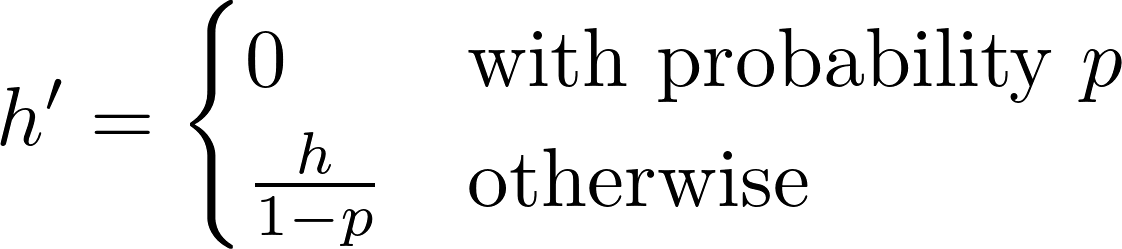 h′ = { 0 with probability p
h/(1−p) otherwise